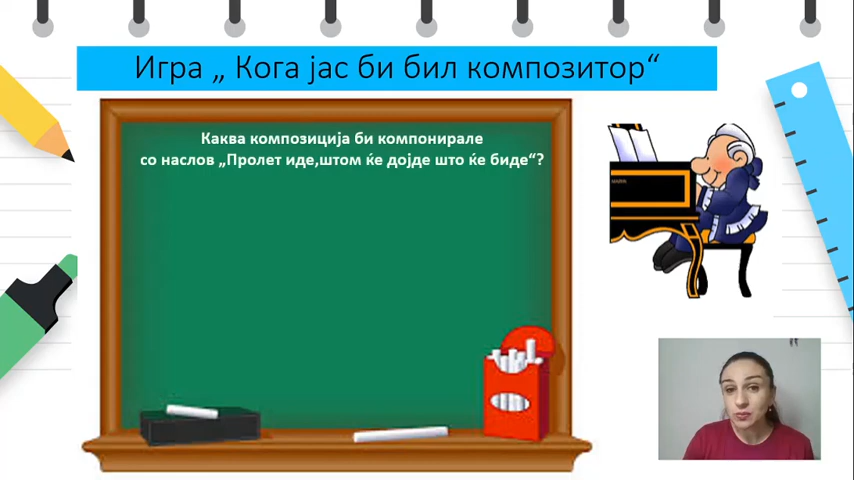 Игра „ Кога јас би бил композитор“
Каква композиција би компонирале
со наслов „Пролет иде,штом ќе дојде што ќе биде“?